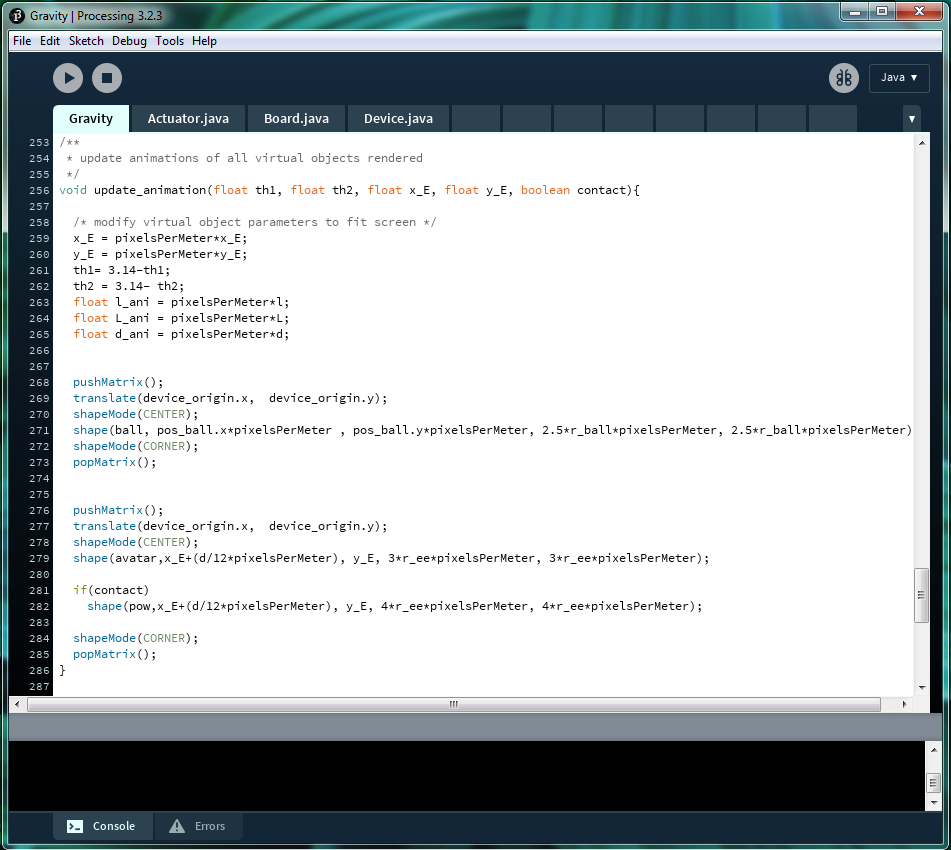 Gravity | Processing 3.2.3
File Edit Sketch Debug Tools Help
Java ▼
Gravity Actuator.java Board.java Device.java ▼
253 /**
254  * update animations of all virtual objects rendered
255  */
256 void update_animation(float th1, float th2, float x_E, float y_E, boolean contact){
257
258   /* modify virtual object parameters to fit screen */
259   x_E = pixelsPerMeter*x_E;
260   y_E = pixelsPerMeter*y_E;
261   th1= 3.14-th1;
262   th2 = 3.14- th2;
263   float l_ani = pixelsPerMeter*l;
264   float L_ani = pixelsPerMeter*L;
265   float d_ani = pixelsPerMeter*d;
266
267
268   pushMatrix();
269   translate(device_origin.x,  device_origin.y);
270   shapeMode(CENTER);
271   shape(ball, pos_ball.x*pixelsPerMeter , pos_ball.y*pixelsPerMeter, 2.5*r_ball*pixelsPerMeter, 2.5*r_ball*pixelsPerMeter)
272   shapeMode(CORNER);
273   popMatrix();
274
275
276   pushMatrix();
277   translate(device_origin.x,  device_origin.y);
278   shapeMode(CENTER);
279   shape(avatar,x_E+(d/12*pixelsPerMeter), y_E, 3*r_ee*pixelsPerMeter, 3*r_ee*pixelsPerMeter);
280
281   if(contact)
282     shape(pow,x_E+(d/12*pixelsPerMeter), y_E, 4*r_ee*pixelsPerMeter, 4*r_ee*pixelsPerMeter);
283
284   shapeMode(CORNER);
285   popMatrix();
286 }
287
Console Errors